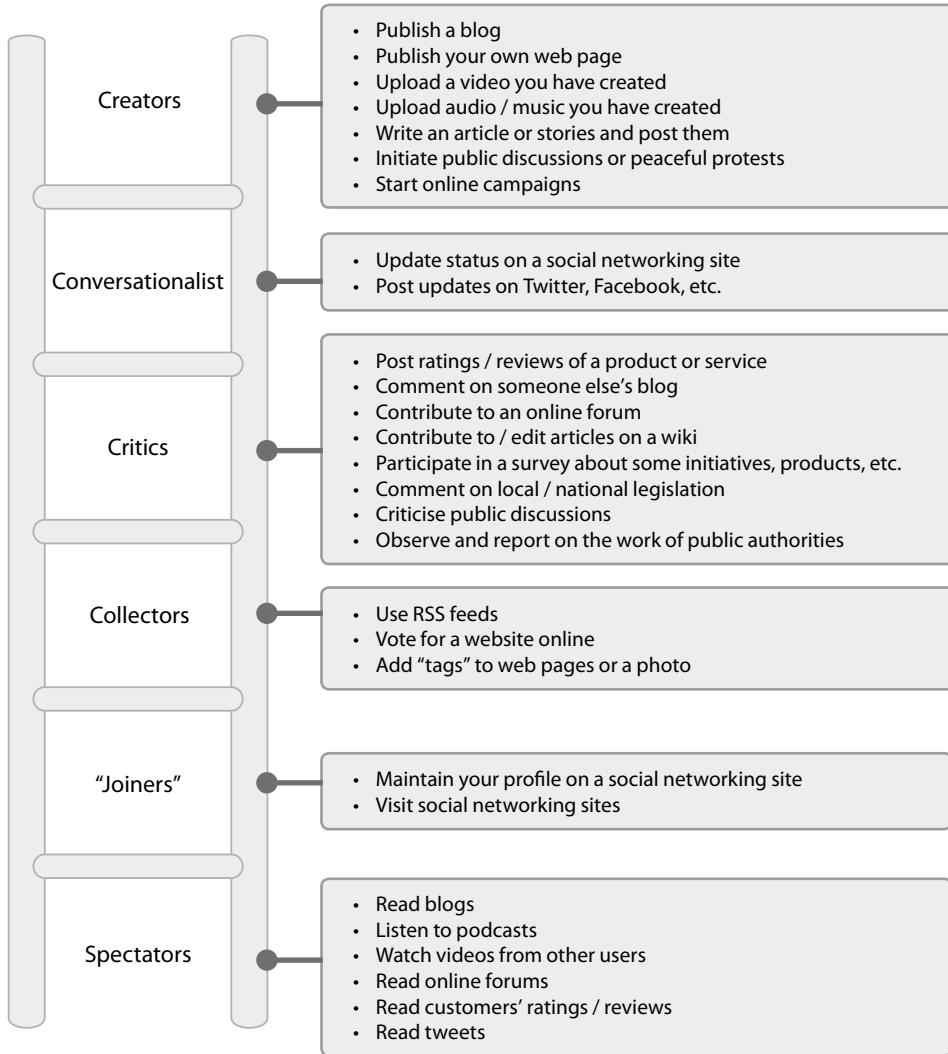 Creators
• Publish a blog
• Publish your own web page
• Upload a video you have created
• Upload audio / music you have created
• Write an article or stories and post them
• Initiate public discussions or peaceful protests
• Start online campaigns
Conversationalist
• Update status on a social networking site
• Post updates on Twitter, Facebook, etc.
Critics
• Post ratings / reviews of a product or service
• Comment on someone else’s blog
• Contribute to an online forum
• Contribute to / edit articles on a wiki
• Participate in a survey about some initiatives, products, etc.
• Comment on local / national legislation
• Criticise public discussions
• Observe and report on the work of public authorities
Collectors
• Use RSS feeds
• Vote for a website online
• Add “tags” to web pages or a photo
“Joiners”
• Maintain your profile on a social networking site
• Visit social networking sites
Spectators
• Read blogs
• Listen to podcasts
• Watch videos from other users
• Read online forums
• Read customers’ ratings / reviews
• Read tweets